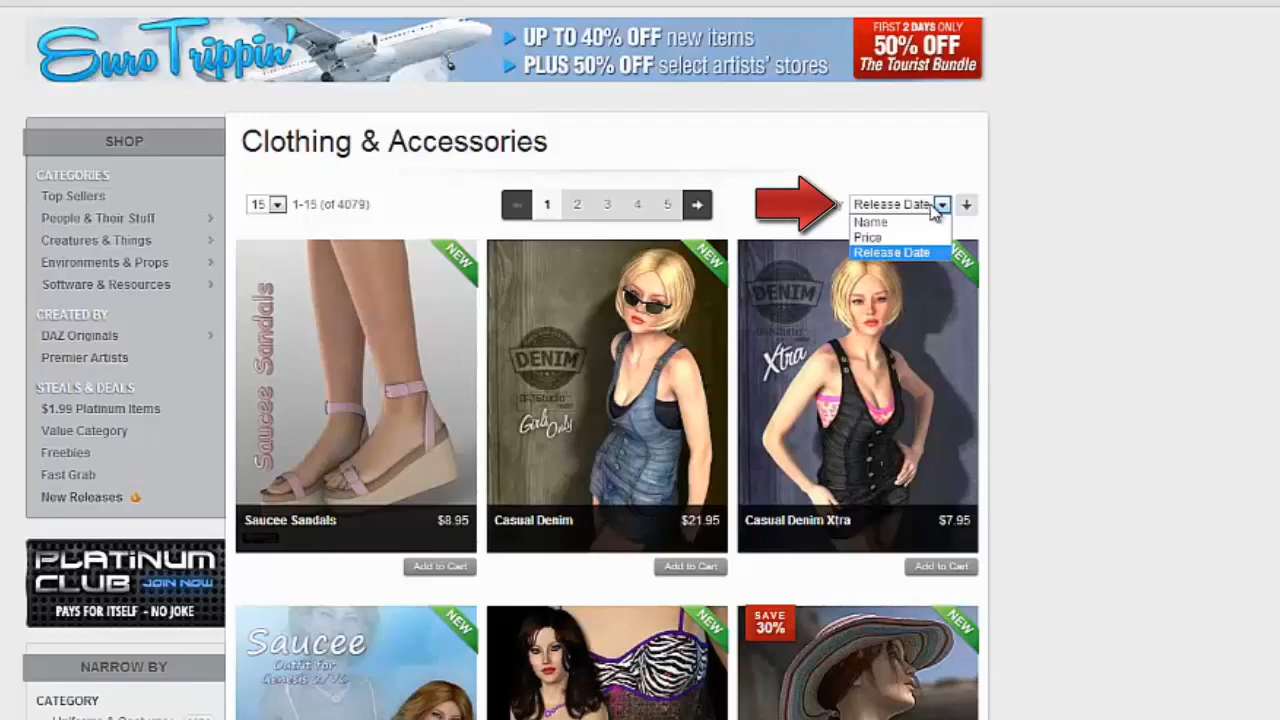 Euro Trippin'
UP TO 40% OFF new items
PLUS 50% OFF select artists' stores
FIRST 2 DAYS ONLY
50% OFF
The Tourist Bundle
SHOP
CATEGORIES
Top Sellers
People & Their Stuff
Creatures & Things
Environments & Props
Software & Resources
CREATED BY
DAZ Originals
Premier Artists
STEALS & DEALS
$1.99 Platinum Items
Value Category
Freebies
Fast Grab
New Releases
PLATINUM
CLUB JOIN NOW
PAYS FOR ITSELF - NO JOKE
NARROW BY
CATEGORY
Clothing & Accessories
15 1-15 (of 4079)
1 2 3 4 5
Release Date
Name
Price
Release Date
NEW
Saucee Sandals
Saucee Sandals $8.95
Add to Cart
NEW
DENIM
Girls Only
Casual Denim $21.95
Add to Cart
NEW
DENIM
Xtra
Casual Denim Xtra $7.95
Add to Cart
NEW
Saucee
Outfit for
Genesis 2/V6
NEW
SAVE
30%
NEW